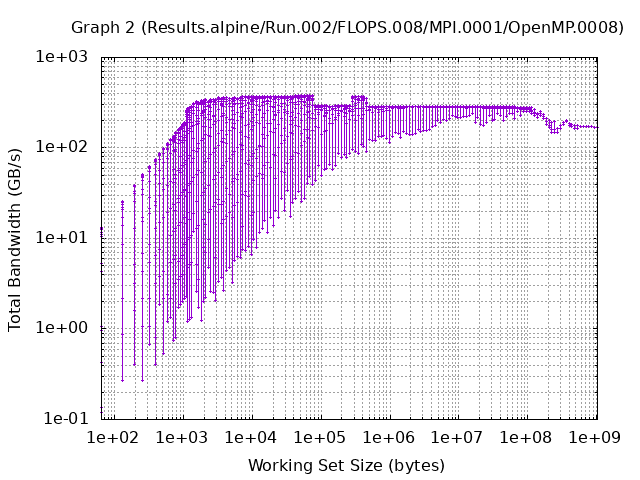 Graph 2 (Results.alpine/Run.002/FLOPS.008/MPI.0001/OpenMP.0008)
1e+03
1e+02
1e+01
1e+00
1e-01
Total Bandwidth (GB/s)
1e+02 1e+03 1e+04 1e+05 1e+06 1e+07 1e+08 1e+09
Working Set Size (bytes)